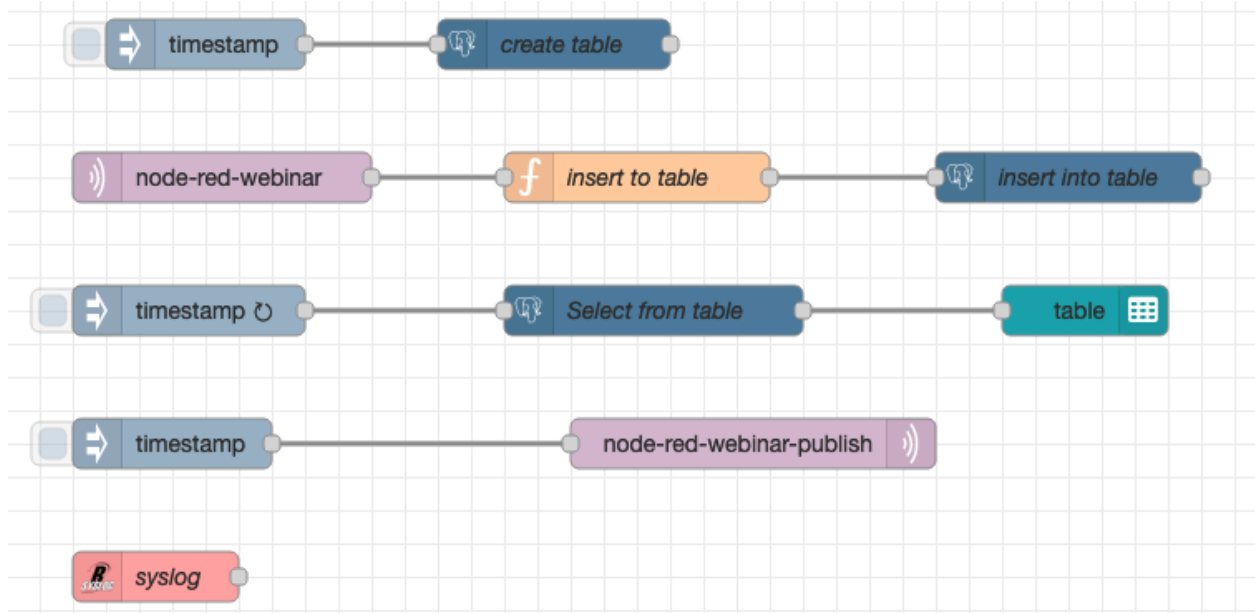 timestamp
create table
node-red-webinar
insert to table
insert into table
timestamp ↻
Select from table
table
timestamp
node-red-webinar-publish
R
SYSLOG
syslog